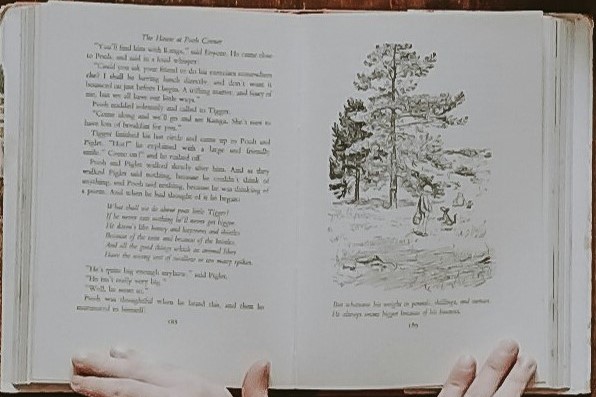 The House at Pooh Corner
"You'll find him with Kanga," said Eeyore. He came close
to Pooh, and said in a loud whisper:
"Could you ask your friend to do his exercises somewhere
else? I shall be having lunch directly, and don't want it
bounced on just before I begin. A trifling matter, and fussy of
me, but we all have our little ways."
Pooh nodded solemnly and called to Tigger.
"Come along and we'll go and see Kanga. She's sure to
have lots of breakfast for you."
Tigger finished his last circle and came up to Pooh and
Piglet. "Hot!" he explained with a large and friendly
smile. "Come on!" and he rushed off.
Pooh and Piglet walked slowly after him. And as they
walked Piglet said nothing, because he couldn't think of
anything, and Pooh said nothing, because he was thinking of
a poem. And when he had thought of it he began:
What shall we do about poor little Tigger?
If he never eats nothing he'll never get bigger.
He doesn't like honey and haycorns and thistles
Because of the taste and because of the bristles.
And all the good things which an animal likes
Have the wrong sort of swallow or too many spikes.
"He's quite big enough anyhow," said Piglet.
"He isn't really very big."
"Well, he seems so."
Pooh was thoughtful when he heard this, and then he
murmured to himself:
But whatever his weight in pounds, shillings, and ounces,
He always seems bigger because of his bounces.